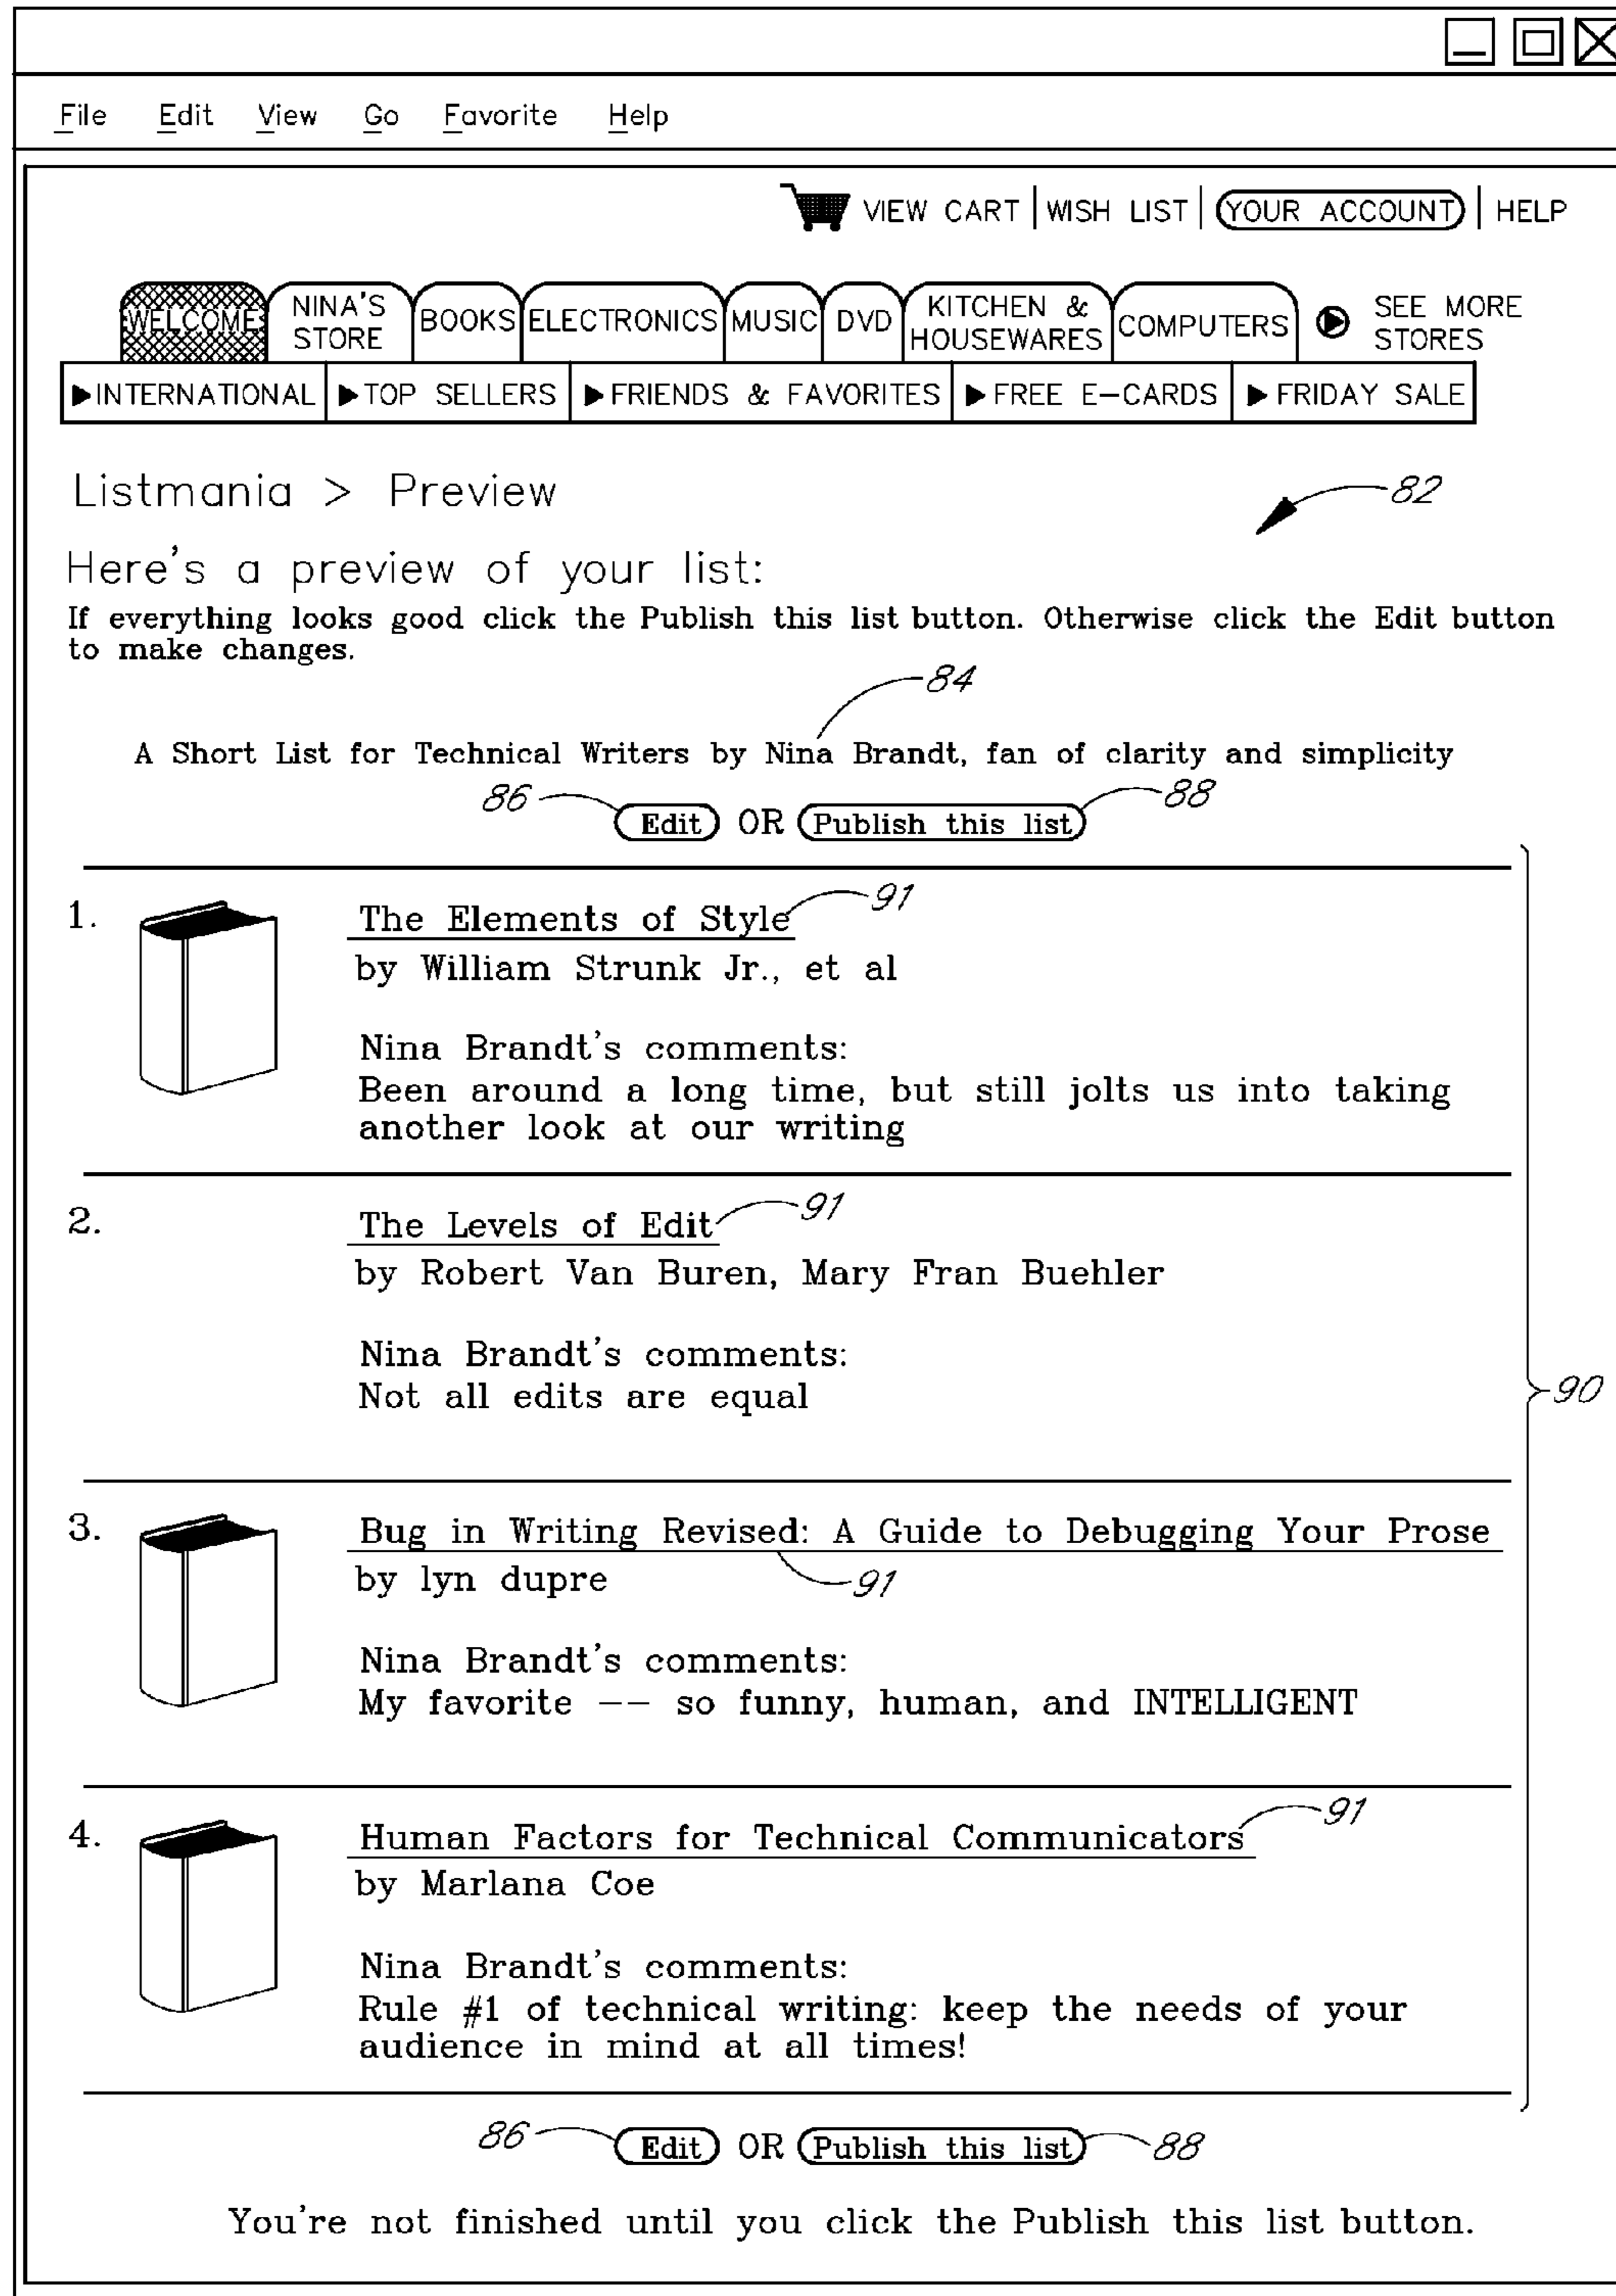 File Edit View Go Favorite Help
VIEW CART | WISH LIST | YOUR ACCOUNT | HELP
WELCOME NINA'S STORE BOOKS ELECTRONICS MUSIC DVD KITCHEN & HOUSEWARES COMPUTERS SEE MORE STORES
INTERNATIONAL TOP SELLERS FRIENDS & FAVORITES FREE E-CARDS FRIDAY SALE
Listmania > Preview
82
Here's a preview of your list:
If everything looks good click the Publish this list button. Otherwise click the Edit button
to make changes.
84
A Short List for Technical Writers by Nina Brandt, fan of clarity and simplicity
86 Edit OR Publish this list 88
1. The Elements of Style 91
by William Strunk Jr., et al
Nina Brandt's comments:
Been around a long time, but still jolts us into taking
another look at our writing
2. The Levels of Edit 91
by Robert Van Buren, Mary Fran Buehler
Nina Brandt's comments:
Not all edits are equal
90
3. Bug in Writing Revised: A Guide to Debugging Your Prose
by lyn dupre 91
Nina Brandt's comments:
My favorite -- so funny, human, and INTELLIGENT
4. Human Factors for Technical Communicators 91
by Marlana Coe
Nina Brandt's comments:
Rule #1 of technical writing: keep the needs of your
audience in mind at all times!
86 Edit OR Publish this list 88
You're not finished until you click the Publish this list button.